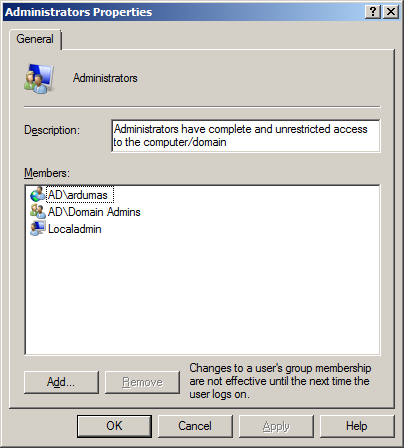 Administrators Properties
General
Administrators
Description:
Administrators have complete and unrestricted access
to the computer/domain
Members:
AD\ardumas
AD\Domain Admins
Localadmin
Add...
Remove
Changes to a user's group membership
are not effective until the next time the
user logs on.
OK
Cancel
Apply
Help